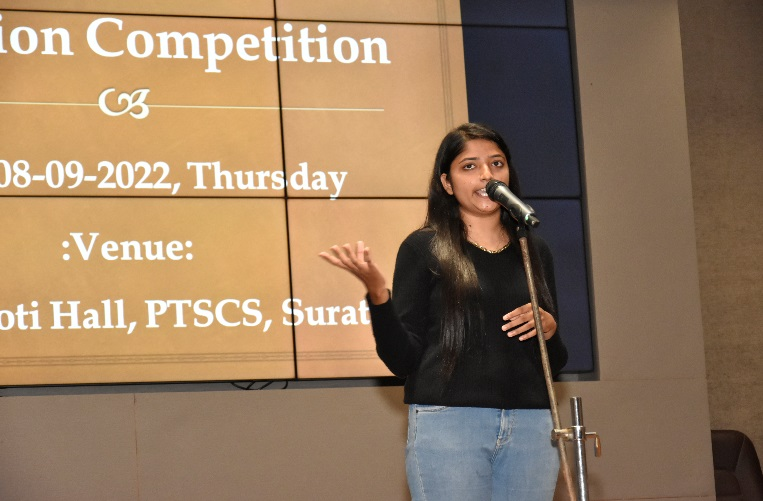 ion Competition
08-09-2022, Thursday
:Venue:
oti Hall, PTSCS, Surat